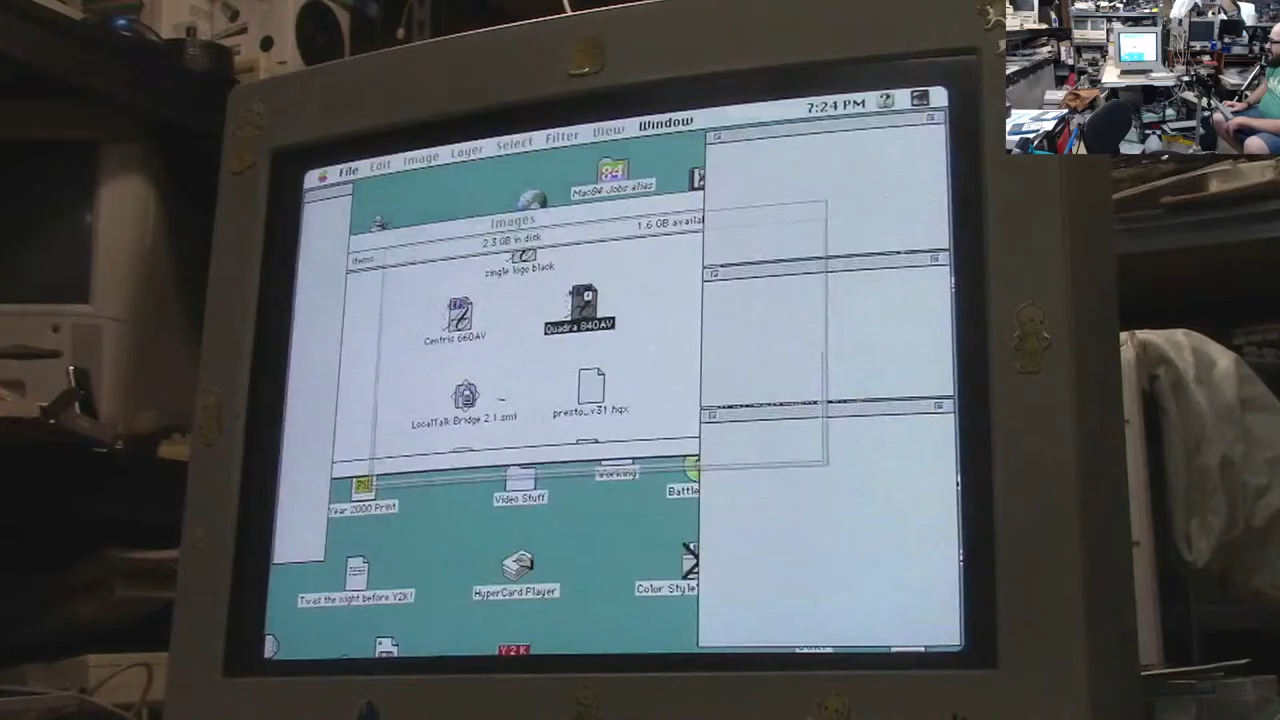 File Edit Image Layer Select Filter View Window 7:24 PM
84
Mac84 Jobs alias
Images
items 2.3 GB in disk 1.6 GB availa
single logo black
EPS
Centris 660AV Quadra 840AV
LocalTalk Bridge 2.1.smi presto_v31.hqx
Year 2000 Print Video Stuff Working Battle
Twas the night before Y2K! HyperCard Player Color Style
Y2K